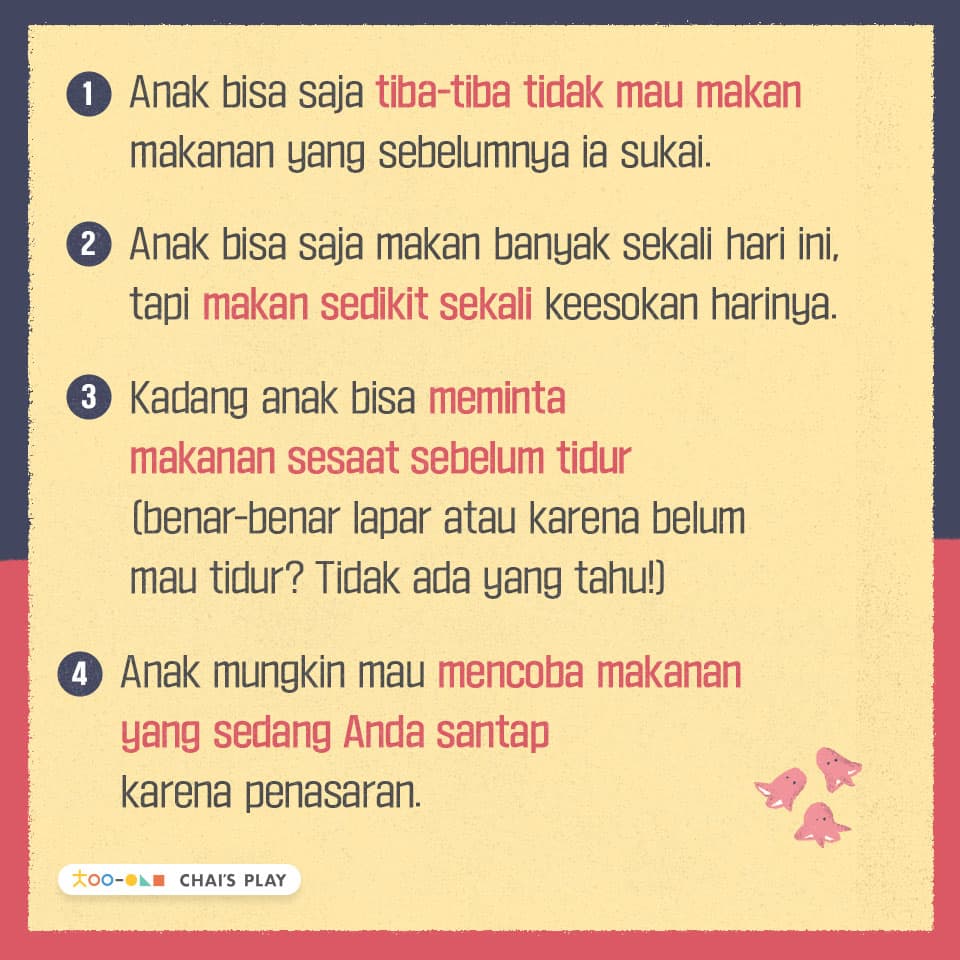 1 Anak bisa saja tiba-tiba tidak mau makan
makanan yang sebelumnya ia sukai.
2 Anak bisa saja makan banyak sekali hari ini,
tapi makan sedikit sekali keesokan harinya.
3 Kadang anak bisa meminta
makanan sesaat sebelum tidur
(benar-benar lapar atau karena belum
mau tidur? Tidak ada yang tahu!)
4 Anak mungkin mau mencoba makanan
yang sedang Anda santap
karena penasaran.
CHAI'S PLAY